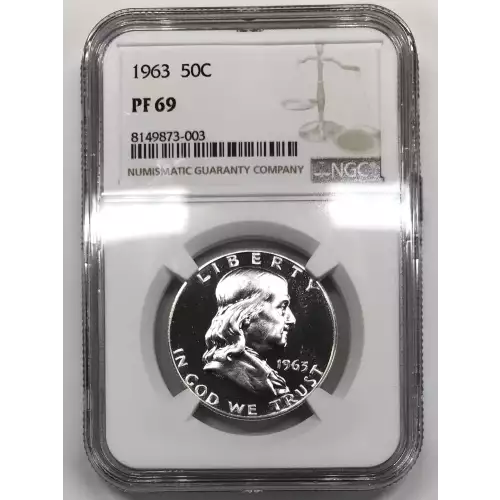 1963 50C
PF 69
8149873-003
NUMISMATIC GUARANTY COMPANY
NGC
LIBERTY
1963
IN GOD WE TRUST